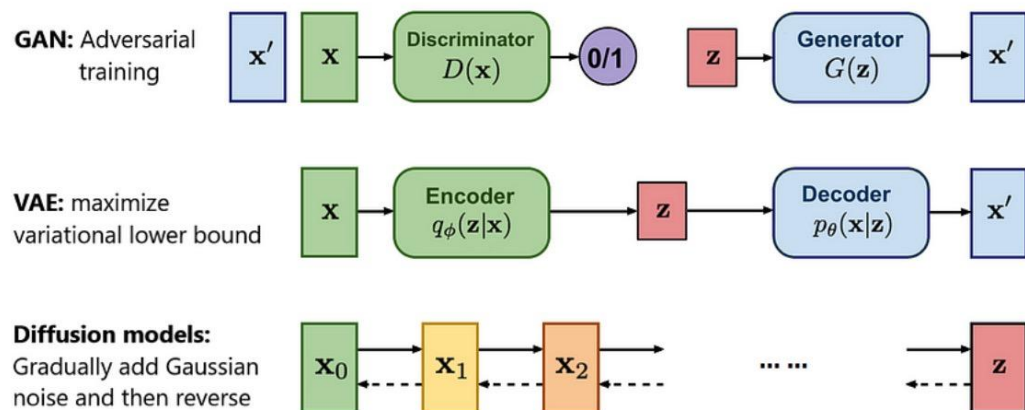 GAN: Adversarial
training
x′ x Discriminator
D(x) 0/1 z Generator
G(z) x′
VAE: maximize
variational lower bound
x Encoder
qϕ(z|x) z Decoder
pθ(x|z) x′
Diffusion models:
Gradually add Gaussian
noise and then reverse
x0 x1 x2 ... ... z